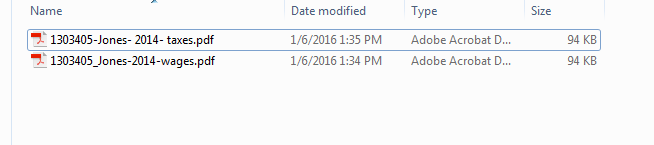 Name Date modified Type Size
1303405-Jones- 2014- taxes.pdf 1/6/2016 1:35 PM Adobe Acrobat D... 94 KB
1303405_Jones-2014-wages.pdf 1/6/2016 1:34 PM Adobe Acrobat D... 94 KB